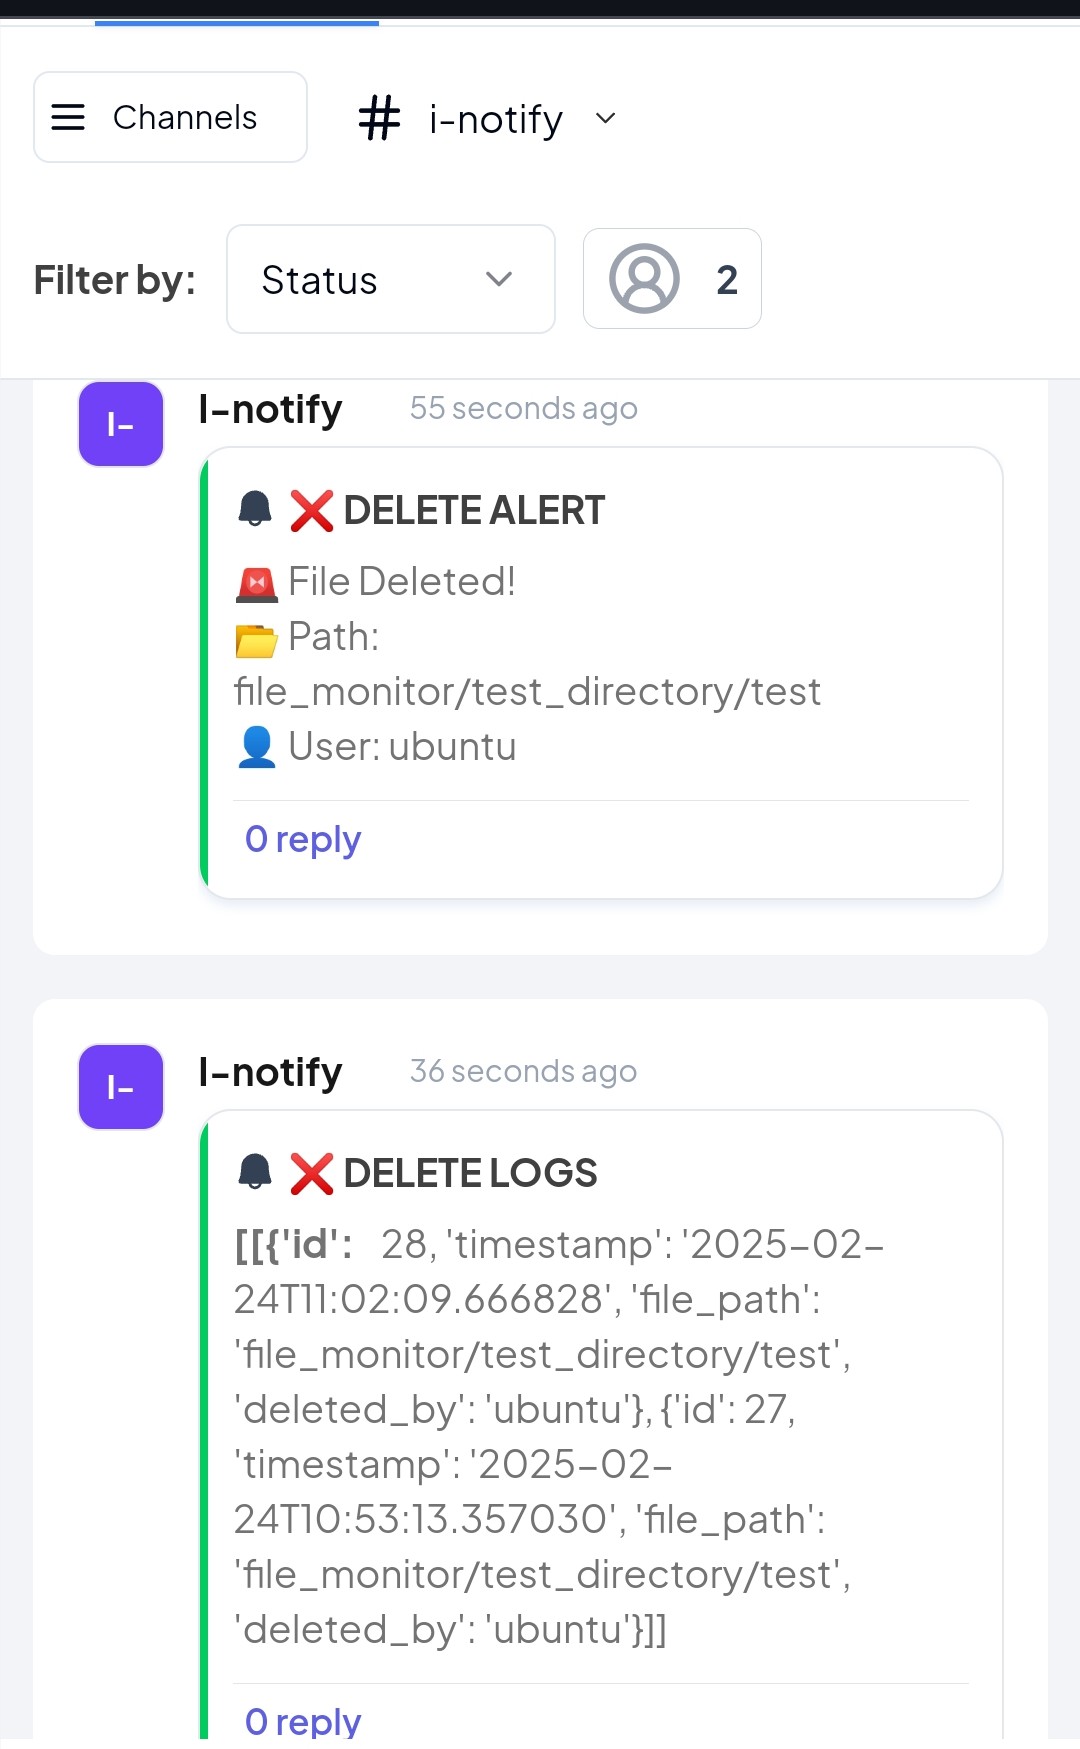 Channels
# i-notify
Filter by:
Status
2
I-
I-notify
55 seconds ago
🔔 ❌ DELETE ALERT
🚨 File Deleted!
📂 Path:
file_monitor/test_directory/test
👤 User: ubuntu
0 reply
I-
I-notify
36 seconds ago
🔔 ❌ DELETE LOGS
[[{'id': 28, 'timestamp': '2025-02-
24T11:02:09.666828', 'file_path':
'file_monitor/test_directory/test',
'deleted_by': 'ubuntu'}, {'id': 27,
'timestamp': '2025-02-
24T10:53:13.357030', 'file_path':
'file_monitor/test_directory/test',
'deleted_by': 'ubuntu'}]]
0 reply